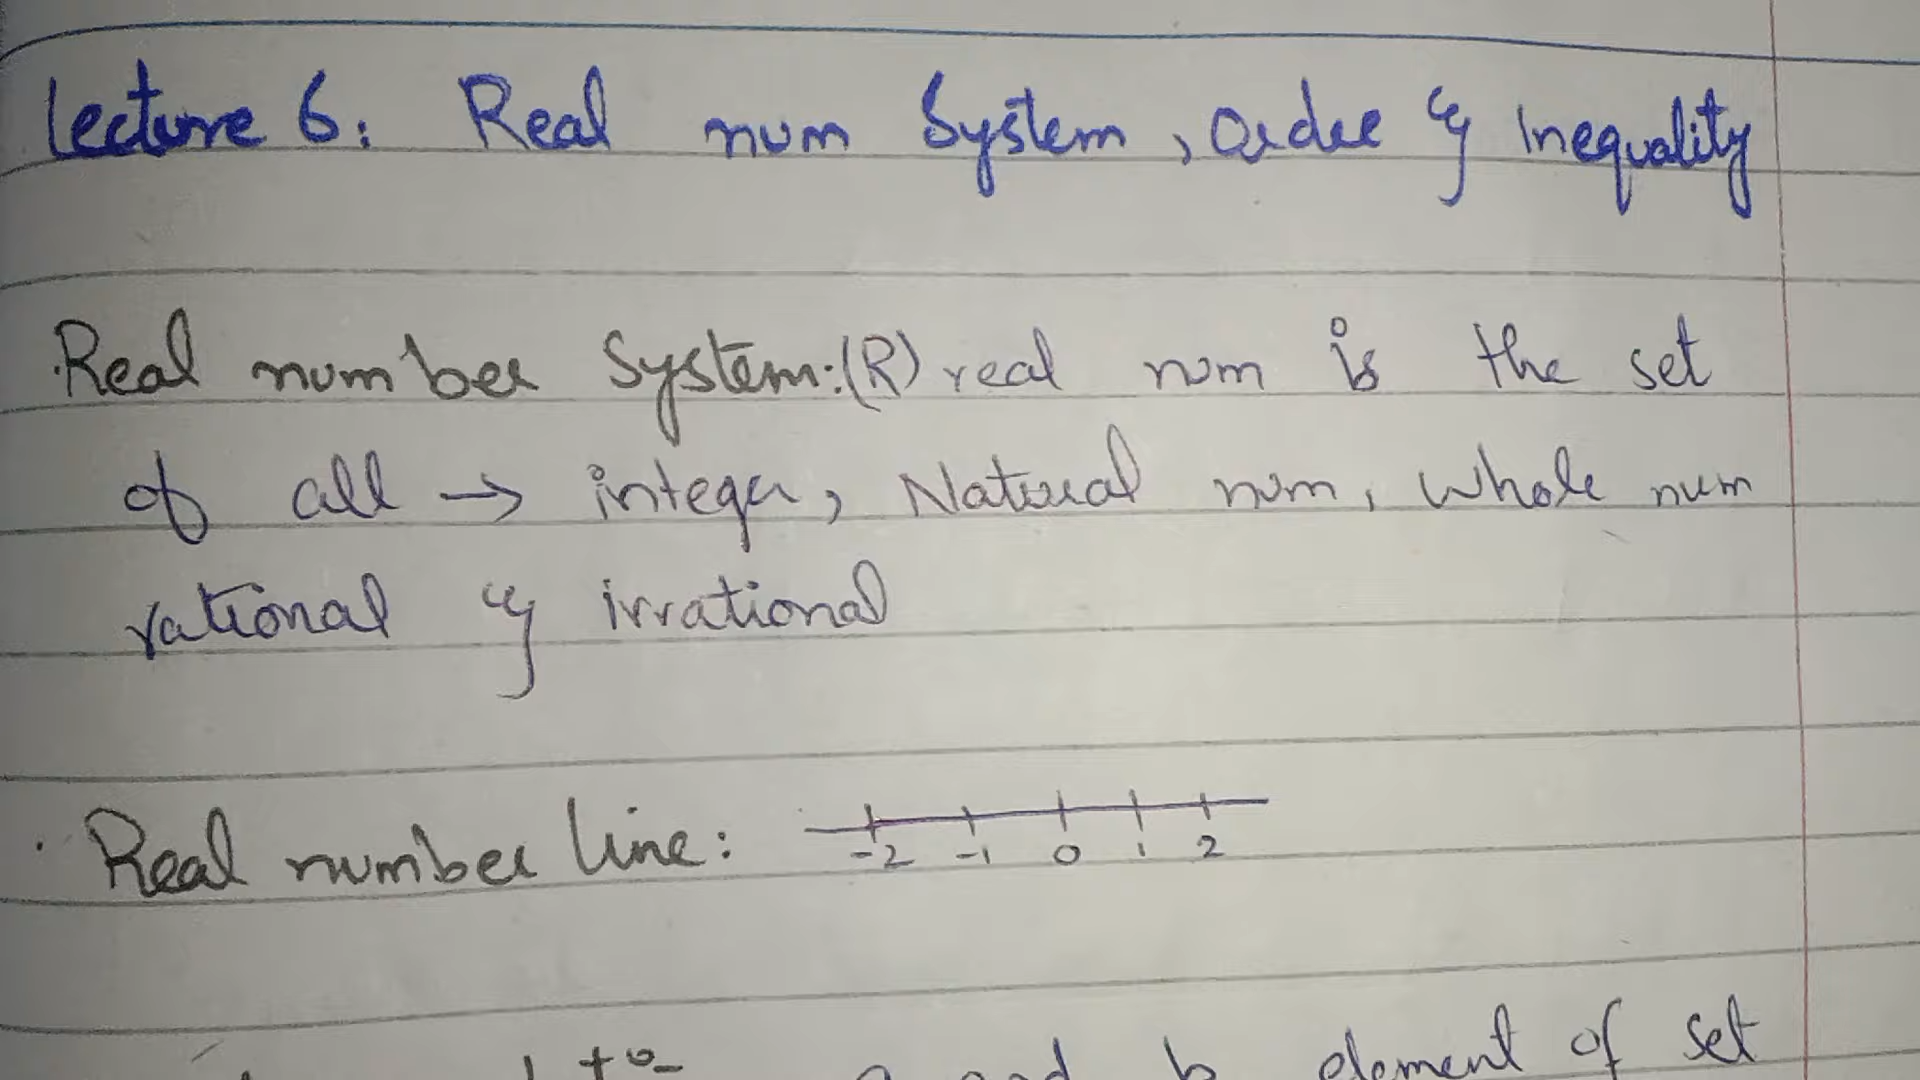 Lecture 6: Real num System, Order & Inequality
Real number System:(R) real num is the set
of all → integer, Natural num, Whole num
rational & irrational
Real number line:
-2 -1 0 1 2
a and b element of set